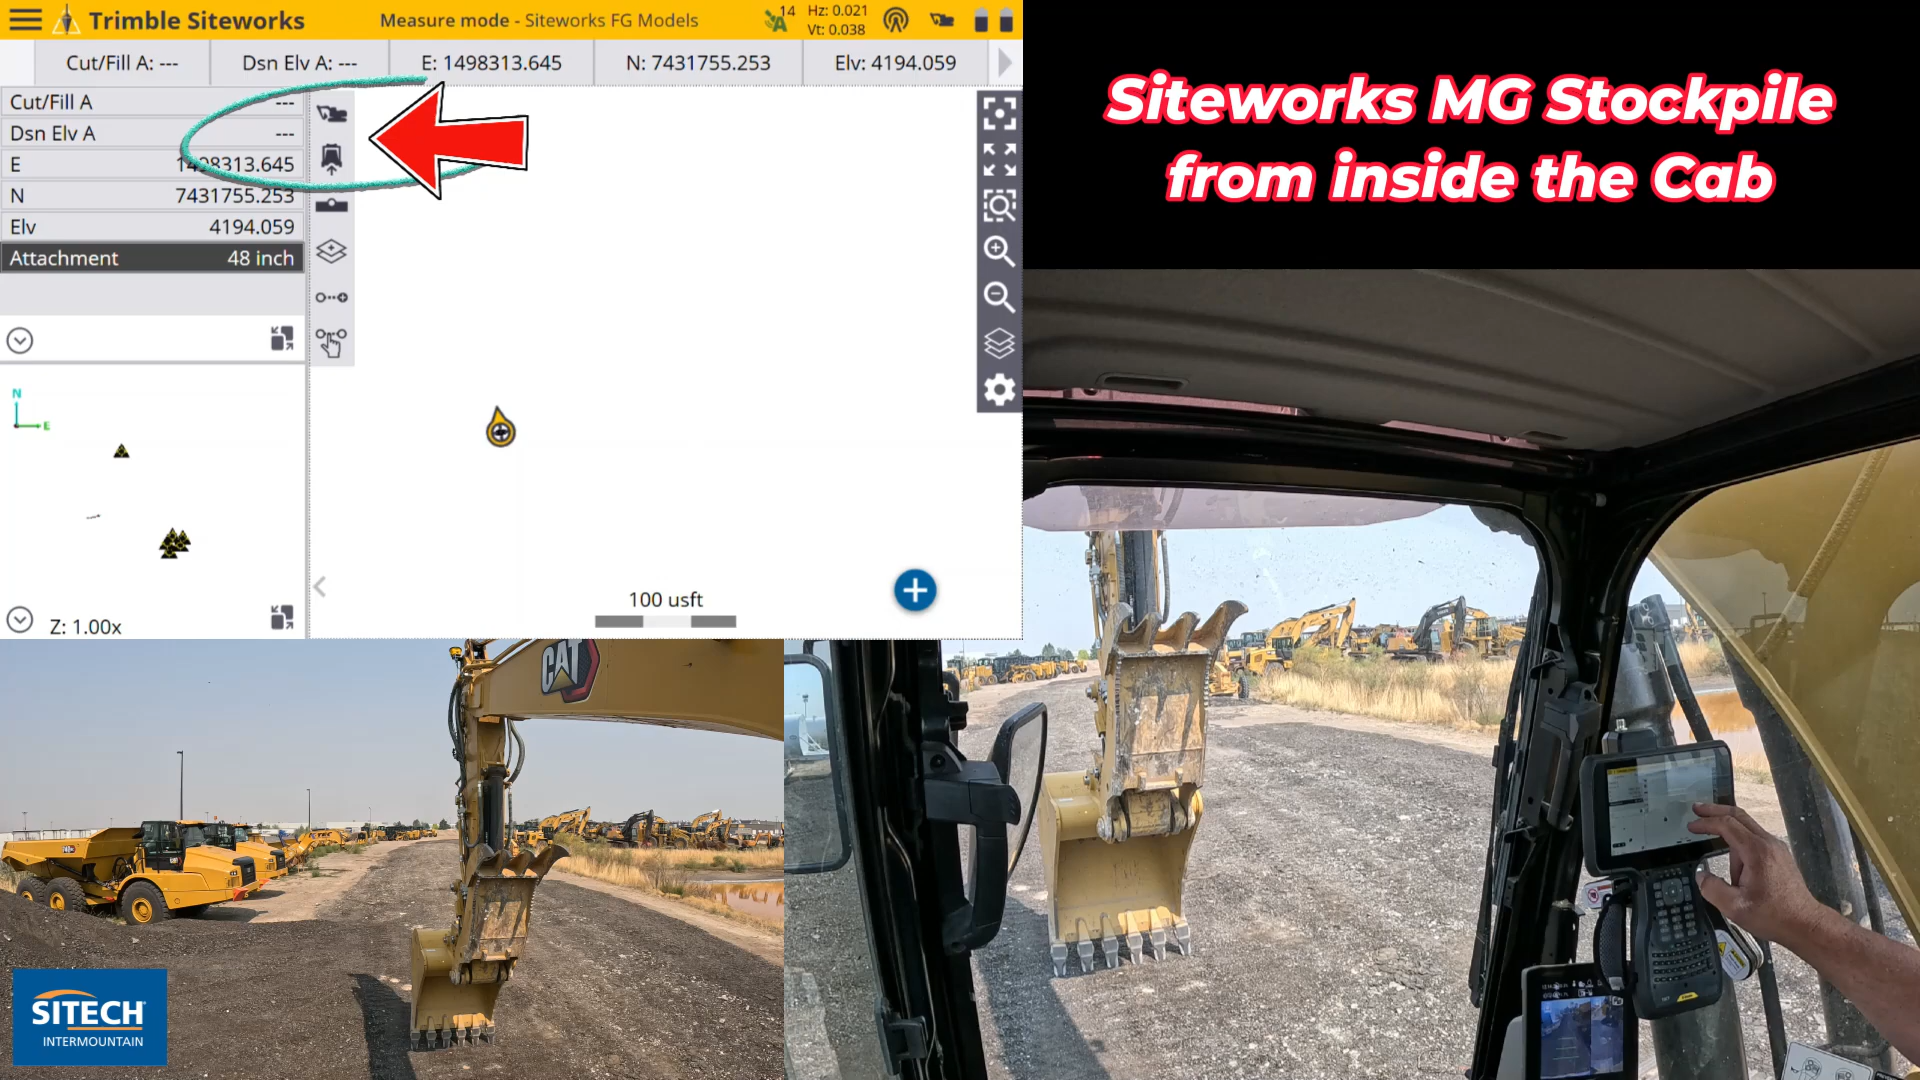 Trimble Siteworks
Measure mode - Siteworks FG Models
14
Hz: 0.021
Vt: 0.038
Cut/Fill A: ---
Dsn Elv A: ---
E: 1498313.645
N: 7431755.253
Elv: 4194.059
Cut/Fill A ---
Dsn Elv A ---
E 1498313.645
N 7431755.253
Elv 4194.059
Attachment 48 inch
N
E
Z: 1.00x
100 usft
Siteworks MG Stockpile
from inside the Cab
CAT
SITECH
INTERMOUNTAIN